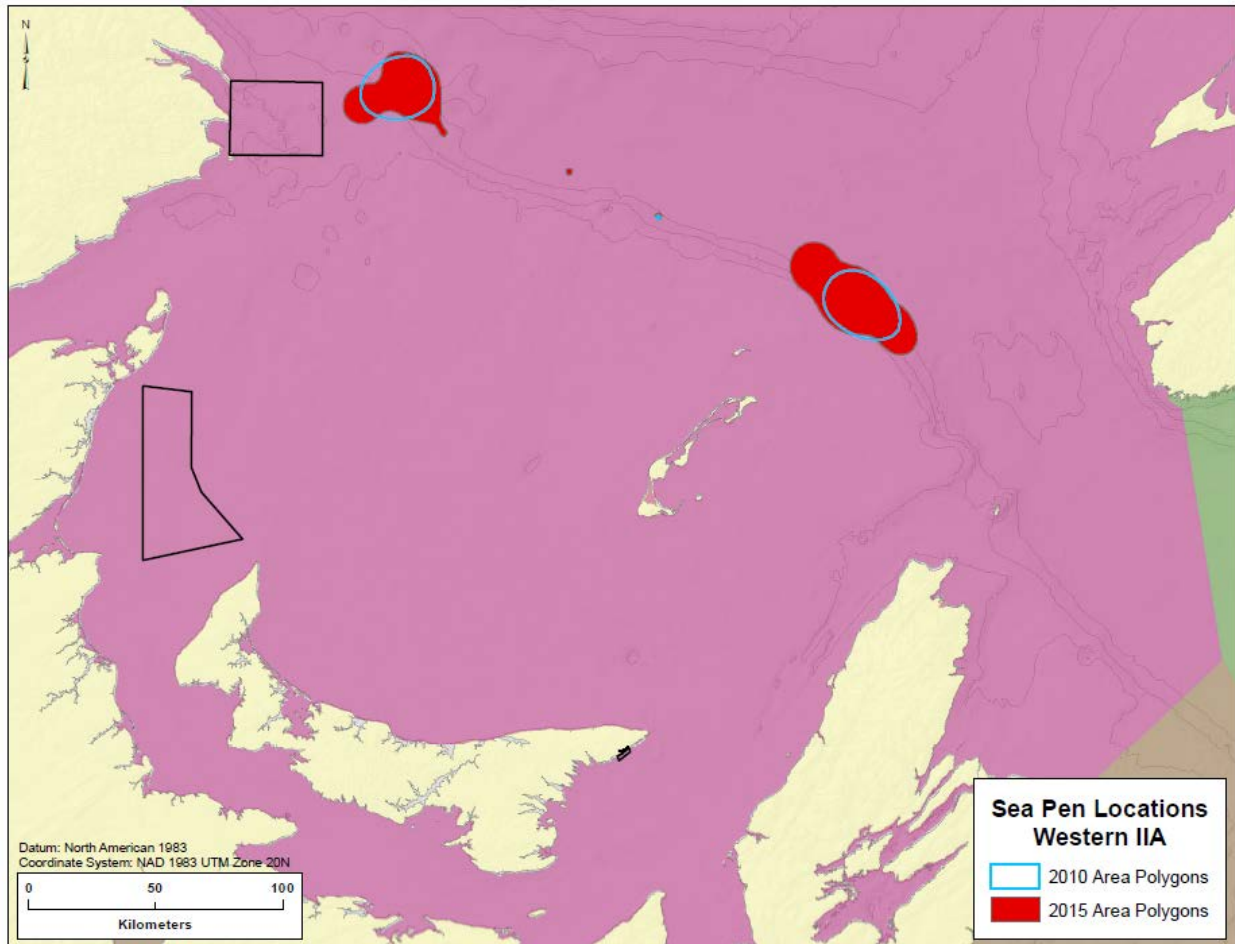 N
Datum: North American 1983
Coordinate System: NAD 1983 UTM Zone 20N
0 50 100
Kilometers
Sea Pen Locations
Western IIA
2010 Area Polygons
2015 Area Polygons